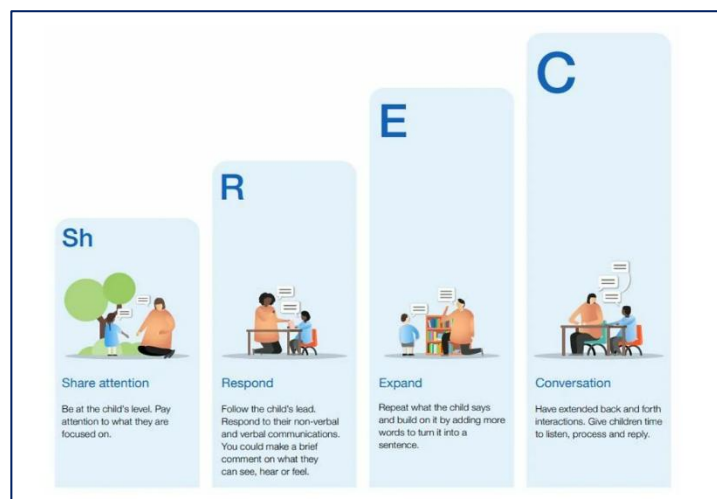 Sh
Share attention
Be at the child's level. Pay
attention to what they are
focused on.
R
Respond
Follow the child's lead.
Respond to their non-verbal
and verbal communications.
You could make a brief
comment on what they
can see, hear or feel.
E
Expand
Repeat what the child says
and build on it by adding more
words to turn it into a
sentence.
C
Conversation
Have extended back and forth
interactions. Give children time
to listen, process and reply.